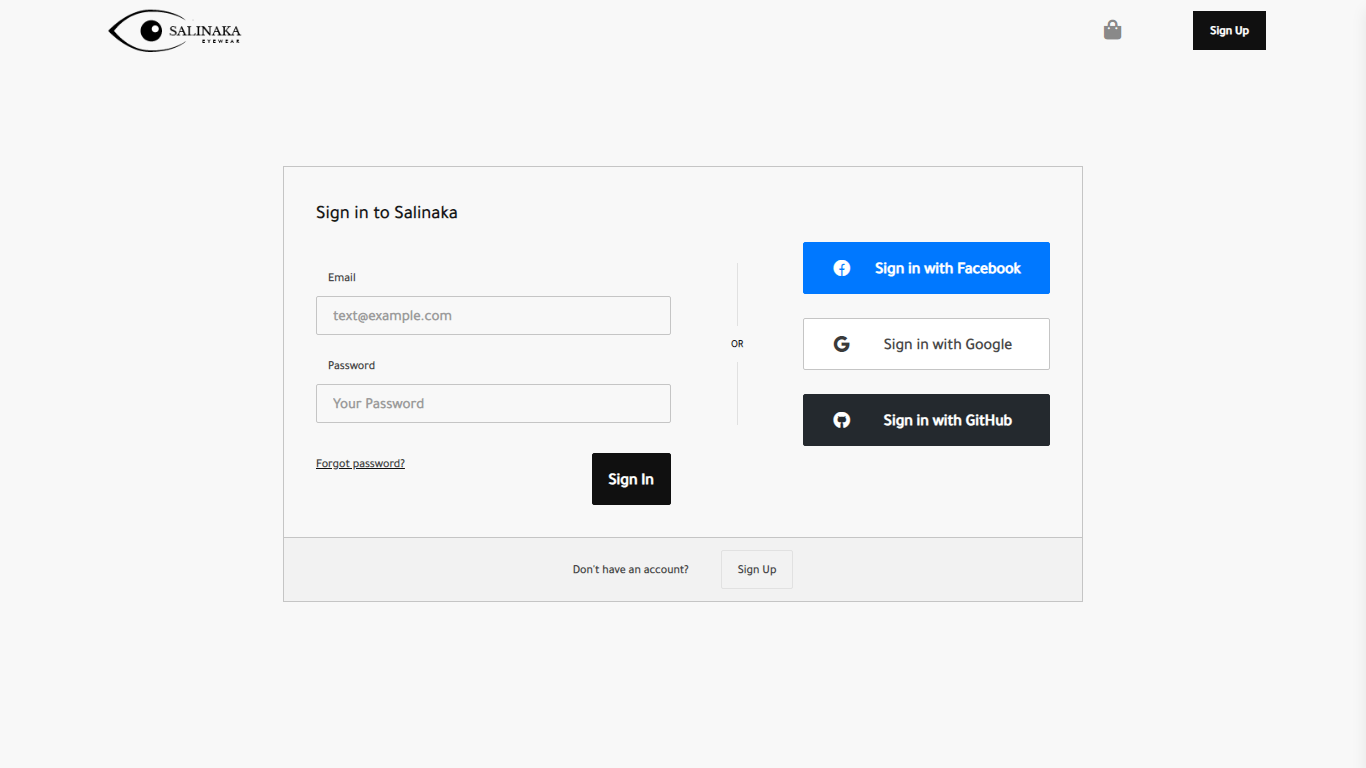 SALINAKA
EYEWEAR
Sign Up
Sign in to Salinaka
Email
text@example.com
Password
Your Password
Forgot password?
Sign In
OR
Sign in with Facebook
Sign in with Google
Sign in with GitHub
Don't have an account?
Sign Up